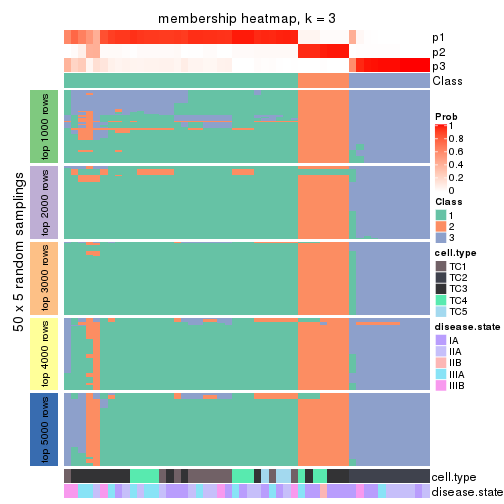 membership heatmap, k = 3
p1
p2
p3
Class
50 x 5 random samplings
top 1000 rows
top 2000 rows
top 3000 rows
top 4000 rows
top 5000 rows
cell.type
disease.state
Prob
1
0.8
0.6
0.4
0.2
0
Class
1
2
3
cell.type
TC1
TC2
TC3
TC4
TC5
disease.state
IA
IIA
IIB
IIIA
IIIB